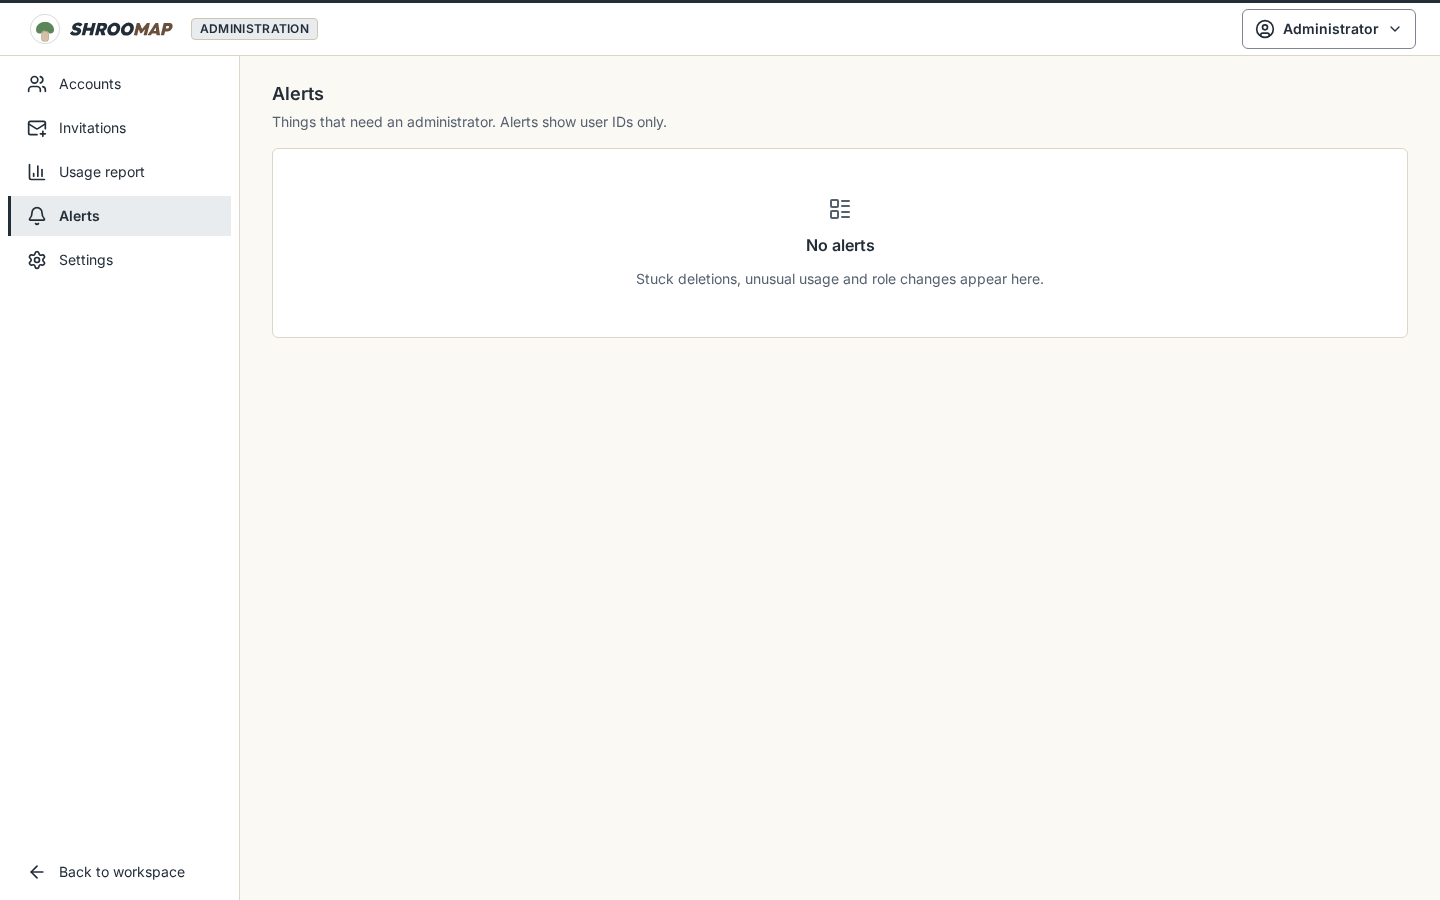 SHROOMAP
ADMINISTRATION
Administrator
Accounts
Invitations
Usage report
Alerts
Settings
Back to workspace
Alerts
Things that need an administrator. Alerts show user IDs only.
No alerts
Stuck deletions, unusual usage and role changes appear here.